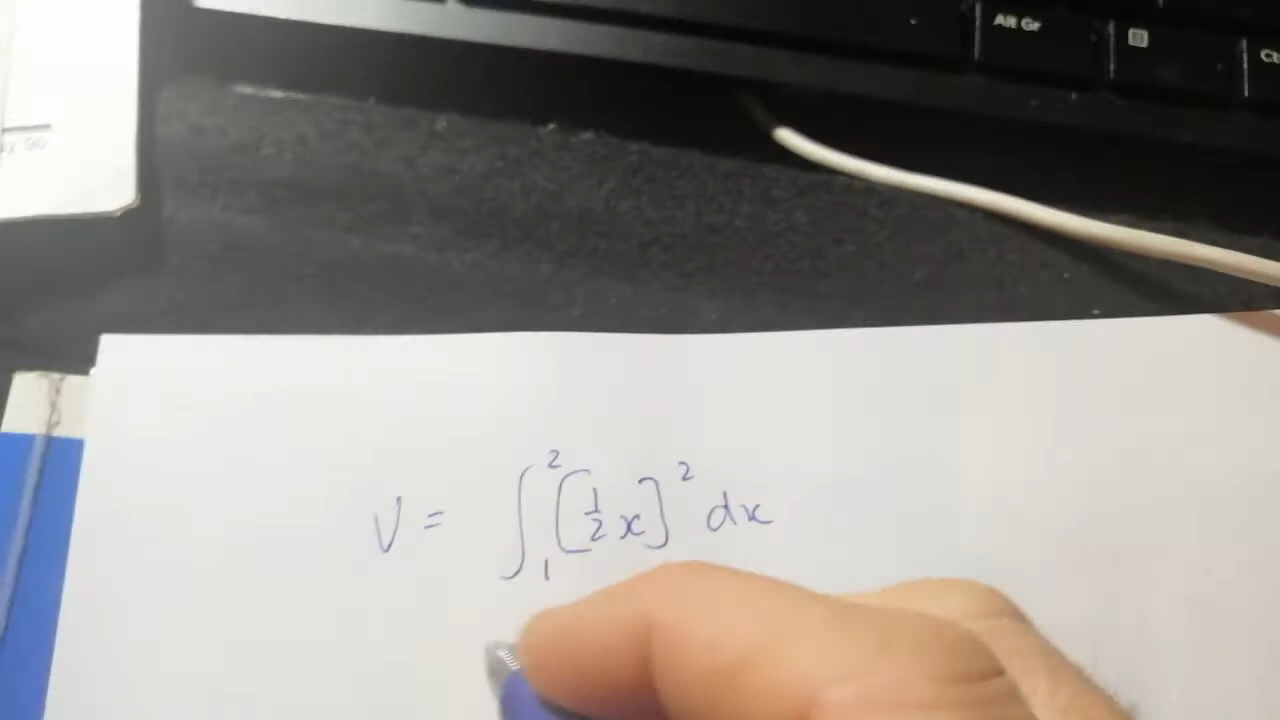 Alt Gr
V = ∫₁² [½x]² dx